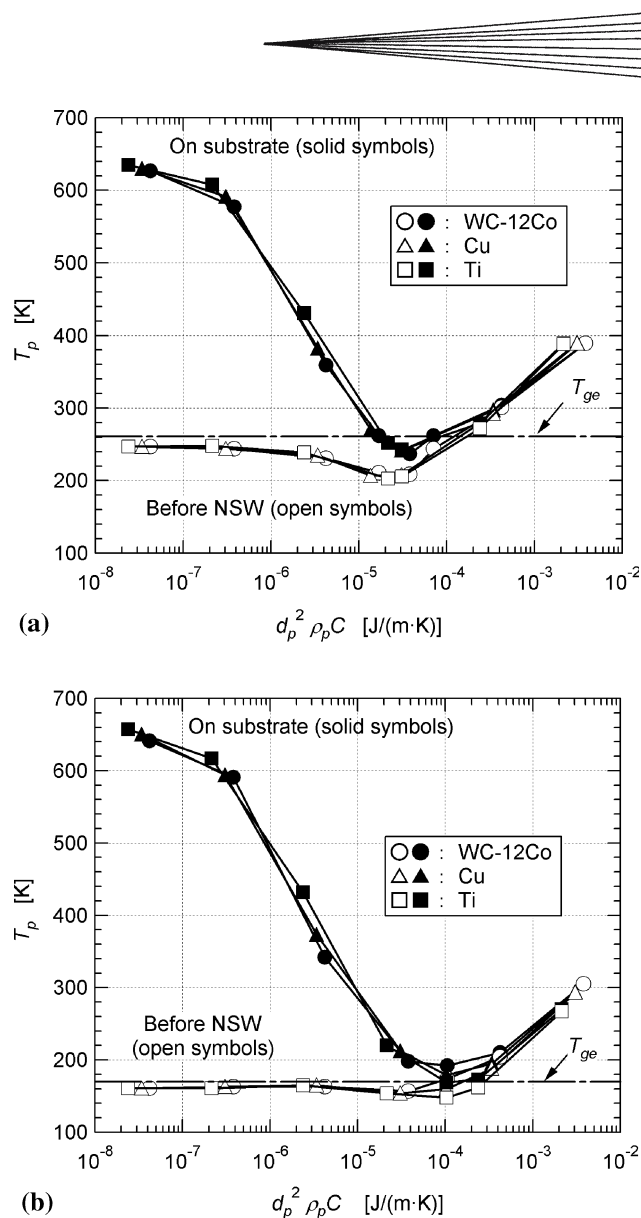 700
600
500
400
300
200
100
T_p [K]
On substrate (solid symbols)
○● : WC-12Co
△▲ : Cu
□■ : Ti
T_ge
Before NSW (open symbols)
10^-8 10^-7 10^-6 10^-5 10^-4 10^-3 10^-2
(a) d_p^2 ρ_p C [J/(m·K)]
700
600
500
400
300
200
100
T_p [K]
On substrate (solid symbols)
○● : WC-12Co
△▲ : Cu
□■ : Ti
Before NSW
(open symbols)
T_ge
10^-8 10^-7 10^-6 10^-5 10^-4 10^-3 10^-2
(b) d_p^2 ρ_p C [J/(m·K)]